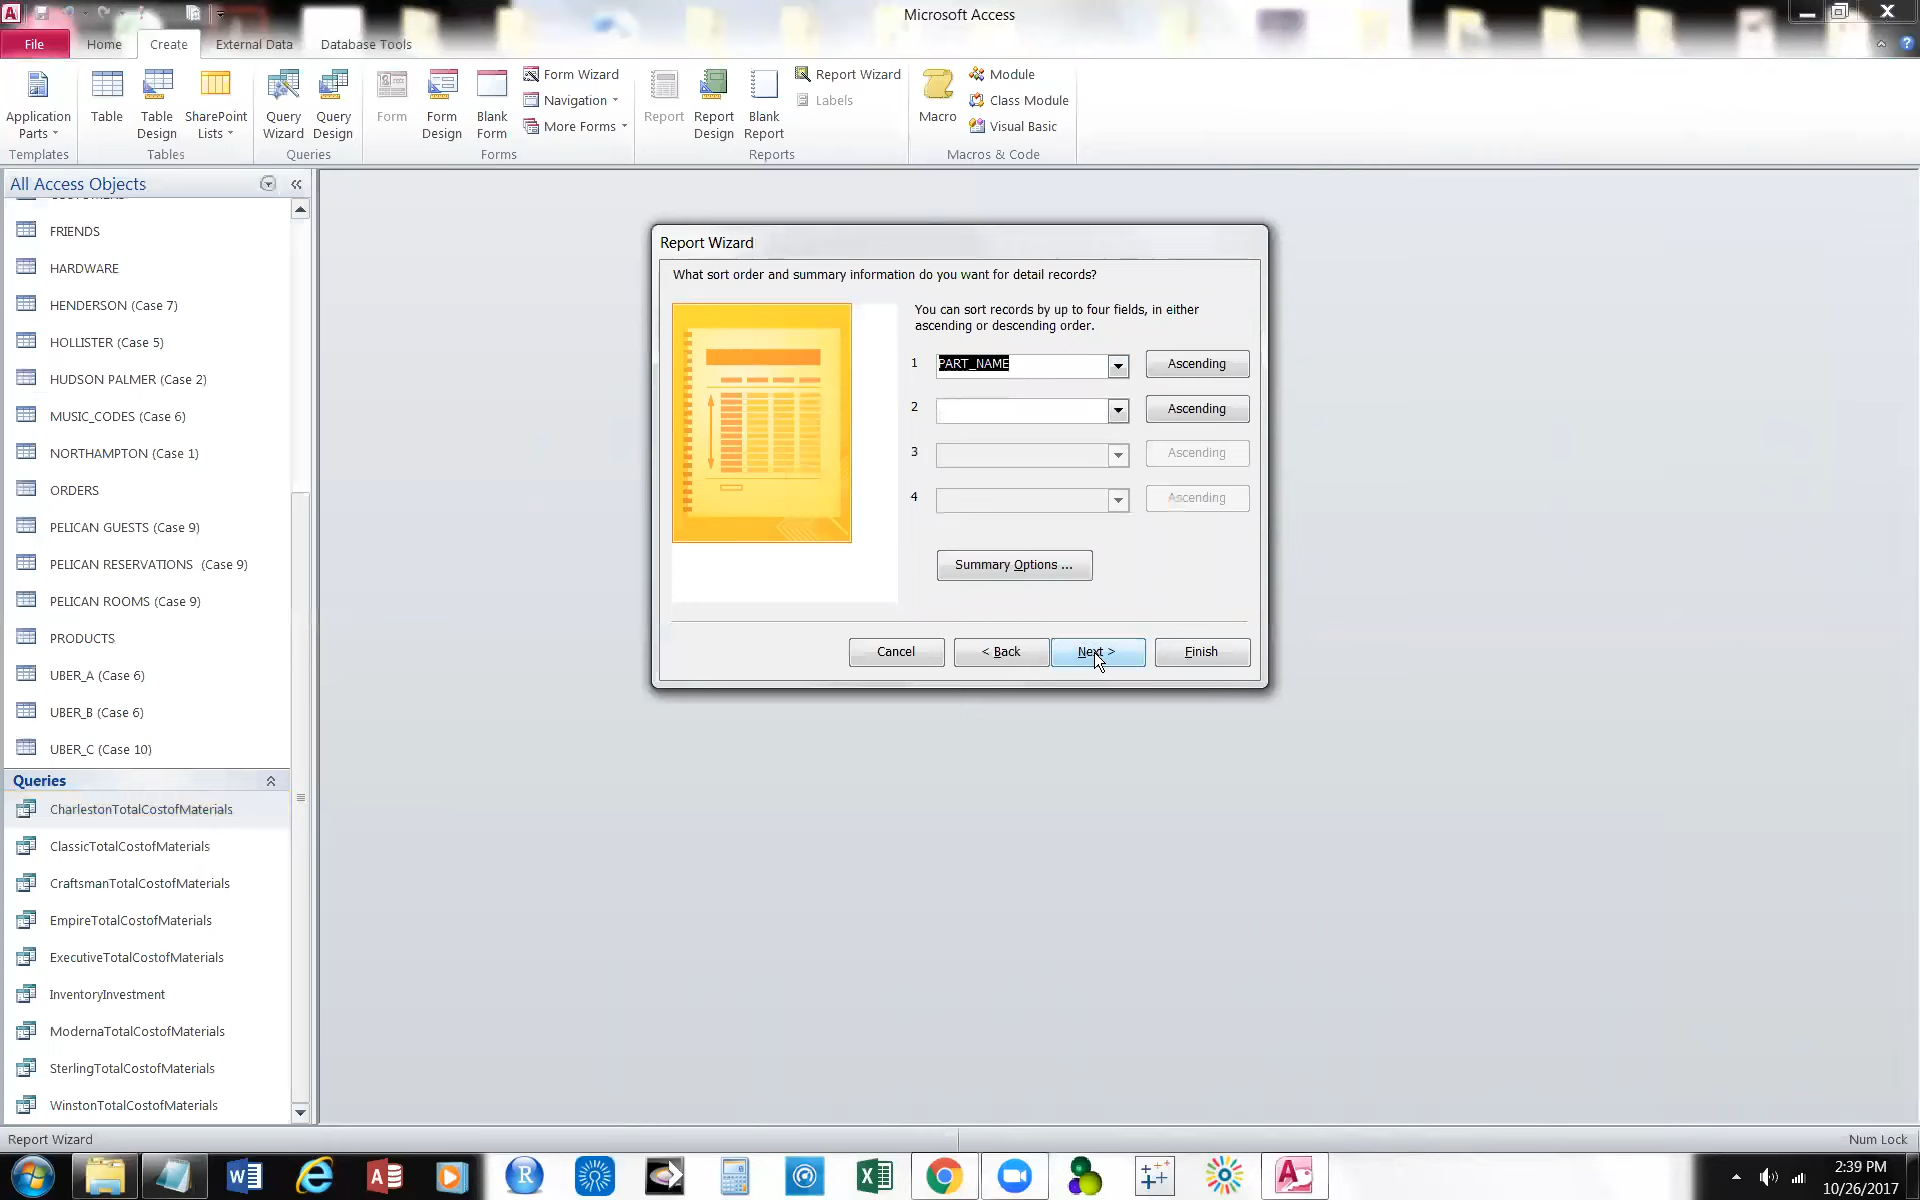 Microsoft Access
File Home Create External Data Database Tools
Application Parts
Table
Table Design
SharePoint Lists
Query Wizard
Query Design
Form
Form Design
Blank Form
Form Wizard
Navigation
More Forms
Report
Report Design
Blank Report
Report Wizard
Labels
Macro
Module
Class Module
Visual Basic
Templates Tables Queries Forms Reports Macros & Code
All Access Objects
FRIENDS
HARDWARE
HENDERSON (Case 7)
HOLLISTER (Case 5)
HUDSON PALMER (Case 2)
MUSIC_CODES (Case 6)
NORTHAMPTON (Case 1)
ORDERS
PELICAN GUESTS (Case 9)
PELICAN RESERVATIONS (Case 9)
PELICAN ROOMS (Case 9)
PRODUCTS
UBER_A (Case 6)
UBER_B (Case 6)
UBER_C (Case 10)
Queries
CharlestonTotalCostofMaterials
ClassicTotalCostofMaterials
CraftsmanTotalCostofMaterials
EmpireTotalCostofMaterials
ExecutiveTotalCostofMaterials
InventoryInvestment
ModernaTotalCostofMaterials
SterlingTotalCostofMaterials
WinstonTotalCostofMaterials
Report Wizard
What sort order and summary information do you want for detail records?
You can sort records by up to four fields, in either
ascending or descending order.
1 PART_NAME Ascending
2 Ascending
3 Ascending
4 Ascending
Summary Options ...
Cancel < Back Next > Finish
Report Wizard
Num Lock
2:39 PM
10/26/2017